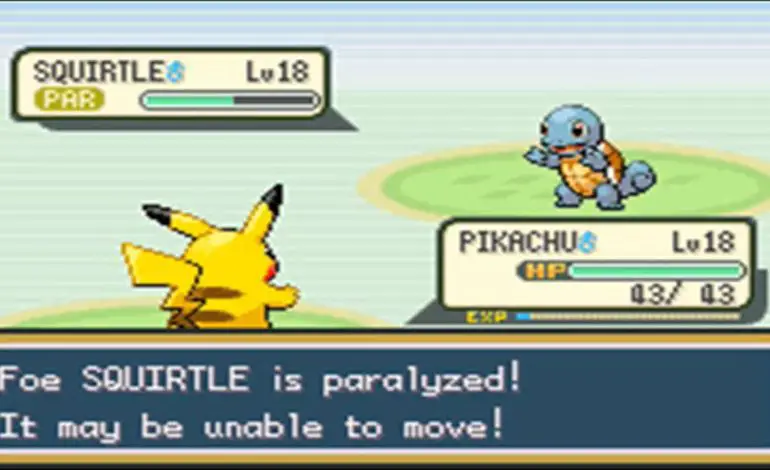 SQUIRTLE♂ Lv18
PAR
PIKACHU♂ Lv18
HP
43/ 43
EXP
Foe SQUIRTLE is paralyzed!
It may be unable to move!